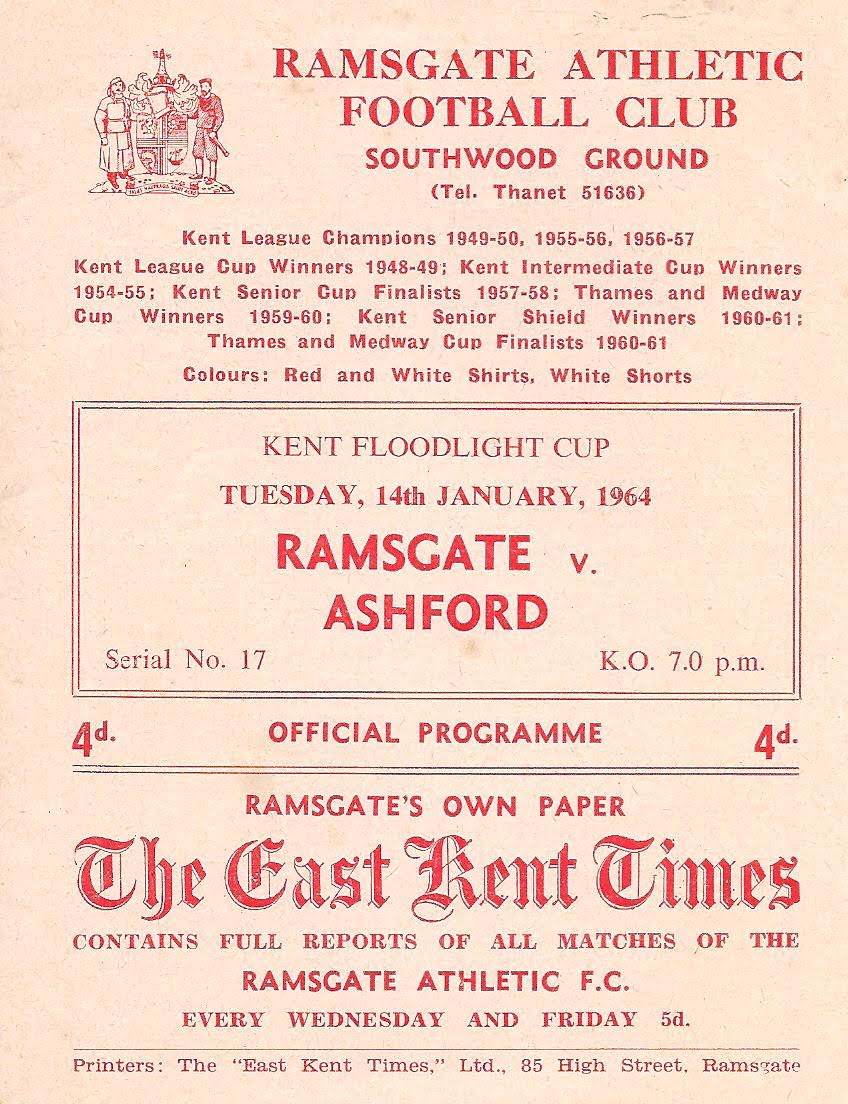 RAMSGATE ATHLETIC
FOOTBALL CLUB
SOUTHWOOD GROUND
(Tel. Thanet 51636)
Kent League Champions 1949-50, 1955-56, 1956-57
Kent League Cup Winners 1948-49; Kent Intermediate Cup Winners
1954-55; Kent Senior Cup Finalists 1957-58; Thames and Medway
Cup Winners 1959-60; Kent Senior Shield Winners 1960-61;
Thames and Medway Cup Finalists 1960-61
Colours: Red and White Shirts, White Shorts
KENT FLOODLIGHT CUP
TUESDAY, 14th JANUARY, 1964
RAMSGATE v.
ASHFORD
Serial No. 17 K.O. 7.0 p.m.
4d. OFFICIAL PROGRAMME 4d.
RAMSGATE'S OWN PAPER
The East Kent Times
CONTAINS FULL REPORTS OF ALL MATCHES OF THE
RAMSGATE ATHLETIC F.C.
EVERY WEDNESDAY AND FRIDAY 5d.
Printers: The "East Kent Times," Ltd., 85 High Street, Ramsgate